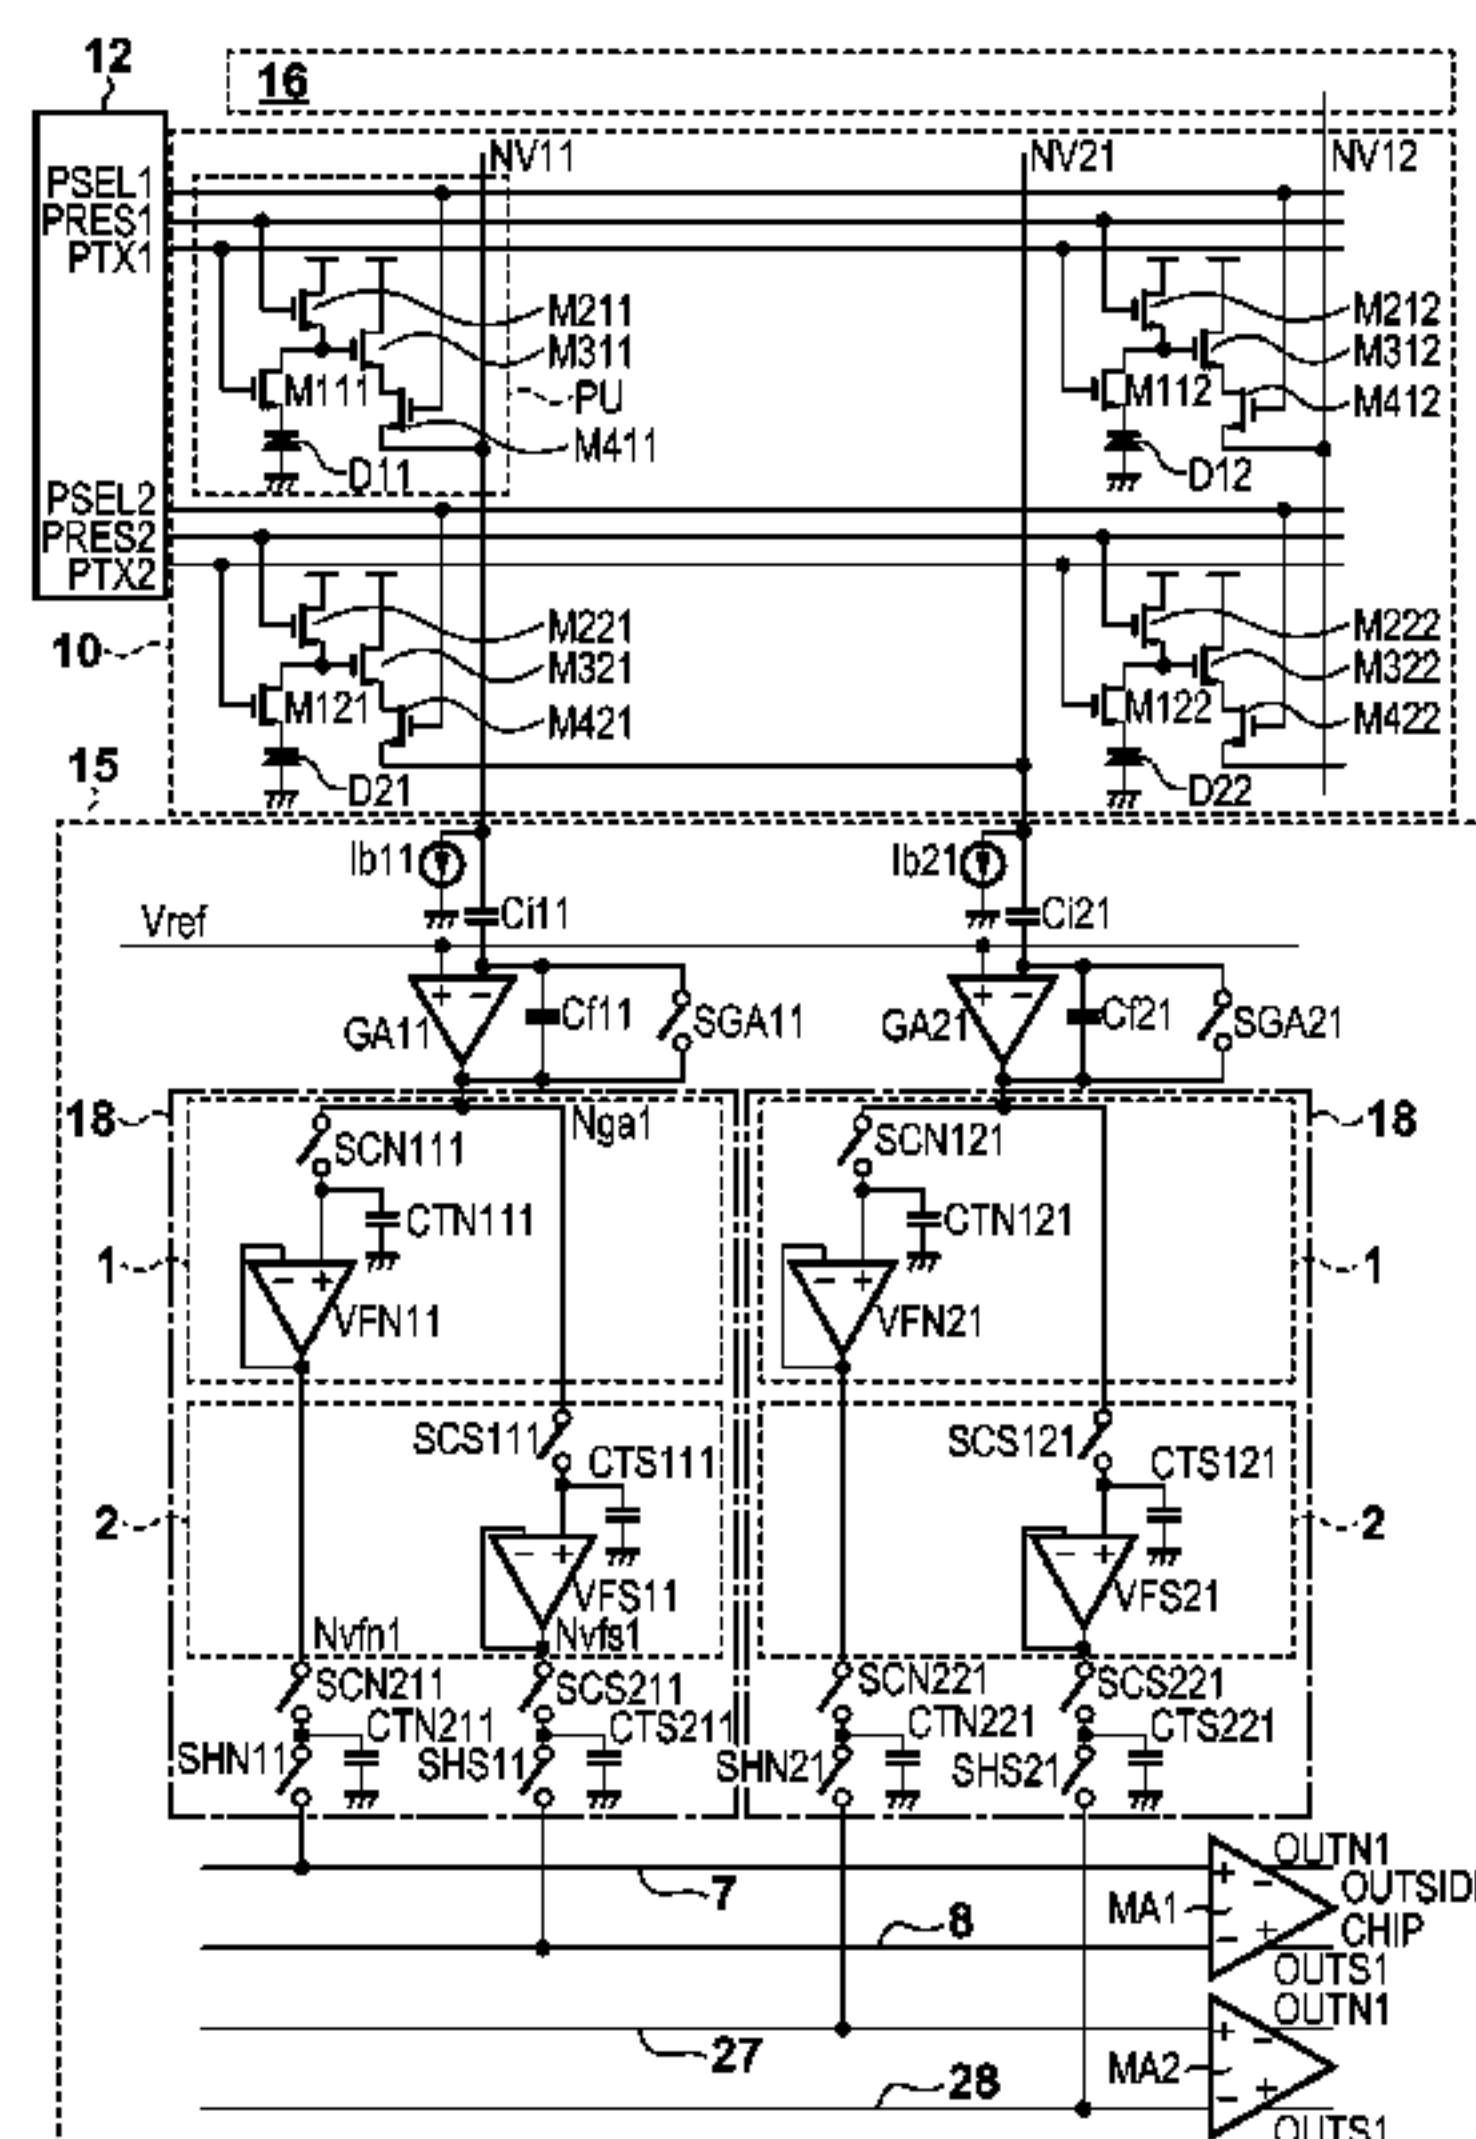 12
16
NV11 NV21 NV12
PSEL1
PRES1
PTX1
M211 M212
M311 M312
M111 PU M112 M412
M411
D11 D12
PSEL2
PRES2
PTX2
M221 M222
10 M321 M322
M121 M421 M122 M422
15
D21 D22
Ib11 Ib21
Vref Ci11 Ci21
+ − + −
GA11 Cf11 SGA11 GA21 Cf21 SGA21
18 Nga1 18
SCN111 SCN121
CTN111 CTN121
1 − + − + 1
VFN11 VFN21
SCS111 SCS121
CTS111 CTS121
2 2
− + − +
VFS11 VFS21
Nvfn1 Nvfs1
SCN211 SCS211 SCN221 SCS221
CTN211 CTS211 CTN221 CTS221
SHN11 SHS11 SHN21 SHS21
OUTN1
+ −
7 OUTSIDE
MA1
8 CHIP
− +
OUTS1
OUTN1
+ −
27 MA2
28 − +
OUTS1